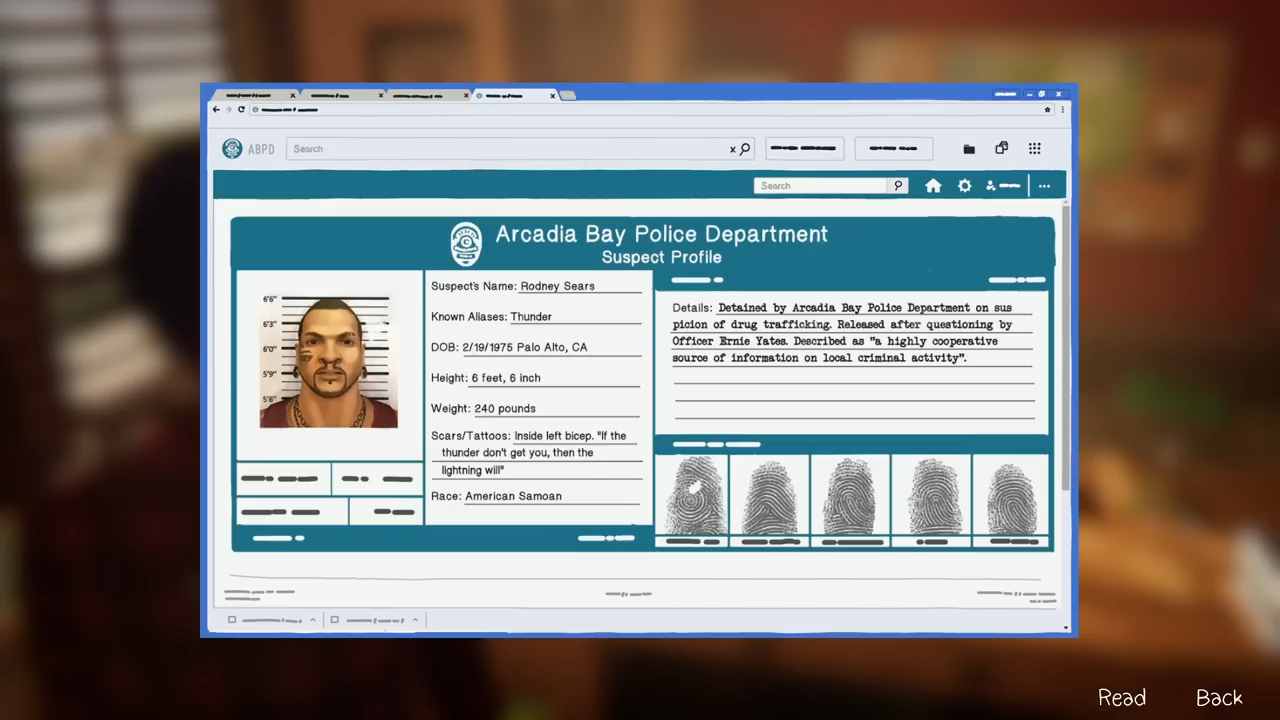 ABPD
Search
x
Search
Arcadia Bay Police Department
Suspect Profile
6'6"
6'3"
6'0"
5'9"
5'6"
Suspect's Name: Rodney Sears
Known Aliases: Thunder
DOB: 2/19/1975 Palo Alto, CA
Height: 6 feet, 6 inch
Weight: 240 pounds
Scars/Tattoos: Inside left bicep. "If the
thunder don't get you, then the
lightning will"
Race: American Samoan
Details: Detained by Arcadia Bay Police Department on sus
picion of drug trafficking. Released after questioning by
Officer Ernie Yates. Described as "a highly cooperative
source of information on local criminal activity".
Read
Back